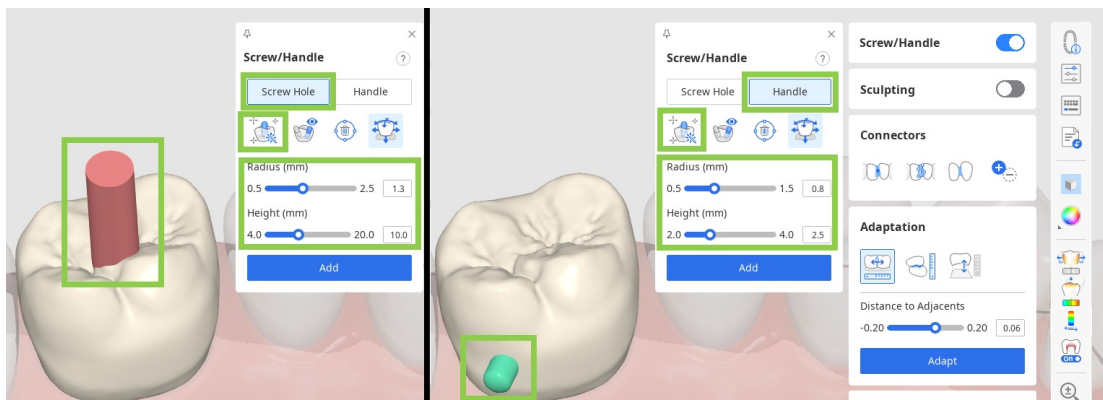 Screw/Handle
?
Screw Hole
Handle
Radius (mm)
0.5
2.5
1.3
Height (mm)
4.0
20.0
10.0
Add
Screw/Handle
?
Screw Hole
Handle
Radius (mm)
0.5
1.5
0.8
Height (mm)
2.0
4.0
2.5
Add
Screw/Handle
Sculpting
Connectors
Adaptation
Distance to Adjacents
-0.20
0.20
0.06
Adapt
on